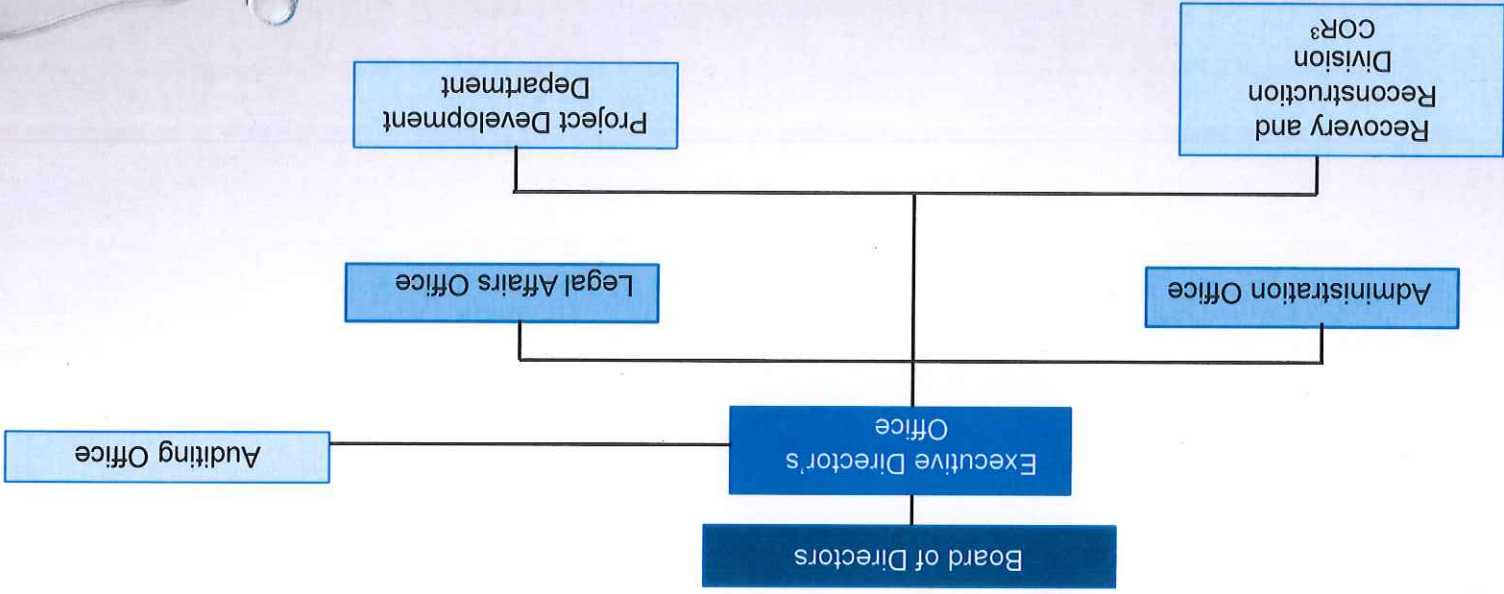 Board of Directors
Executive Director's
Office
Auditing Office
Administration Office
Legal Affairs Office
Recovery and
Reconstruction
Division
COR³
Project Development
Department